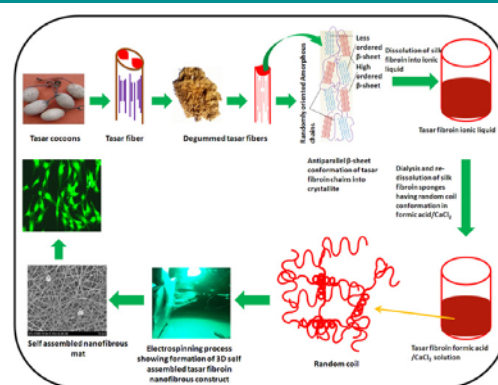 Tasar cocoons
Tasar fiber
Degummed tasar fibers
Randomly oriented Amorphous
chains
Less
ordered
β-sheet
High
ordered
β-sheet
Antiparallel β-sheet
conformation of tasar
fibroin chains into
crystallite
Dissolution of silk
fibroin into ionic
liquid
Tasar fibroin ionic liquid
Dialysis and re-
dissolution of silk
fibroin sponges
having random coil
conformation in
formic acid/CaCl₂
Tasar fibroin formic acid
/CaCl₂ solution
Random coil
Electrospinning process
showing formation of 3D self
assembled tasar fibroin
nanofibrous construct
Self assembled nanofibrous
mat